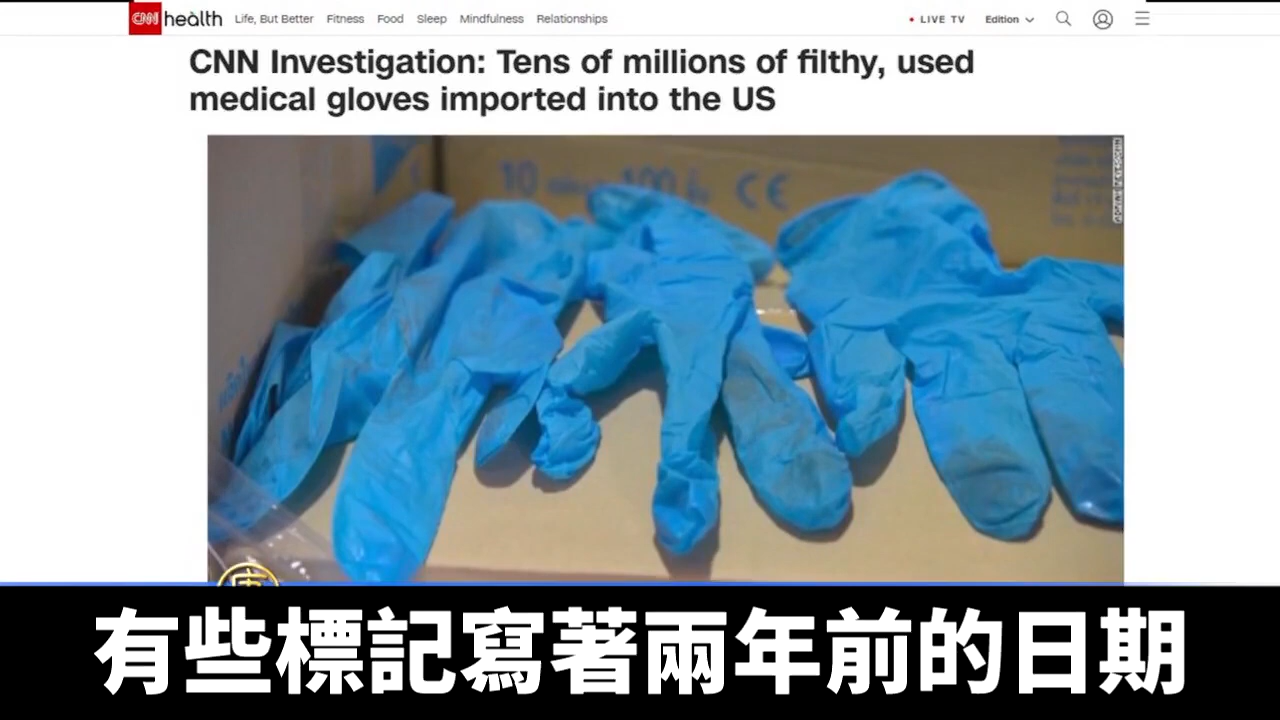 CNN health Life, But Better Fitness Food Sleep Mindfulness Relationships LIVE TV Edition
CNN Investigation: Tens of millions of filthy, used
medical gloves imported into the US
10 100 CE
有些標記寫著兩年前的日期